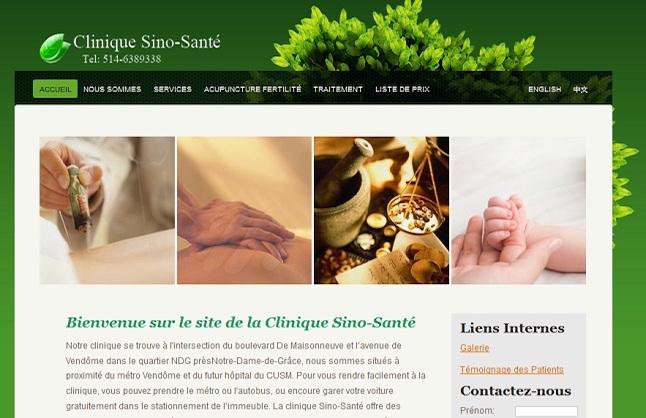 Clinique Sino-Santé
Tel: 514-6389338
ACCUEIL NOUS SOMMES SERVICES ACUPUNCTURE FERTILITÉ TRAITEMENT LISTE DE PRIX ENGLISH 中文
Bienvenue sur le site de la Clinique Sino-Santé
Notre clinique se trouve à l'intersection du boulevard De Maisonneuve et l'avenue de
Vendôme dans le quartier NDG prèsNotre-Dame-de-Grâce, nous sommes situés à
proximité du métro Vendôme et du futur hôpital du CUSM. Pour vous rendre facilement à la
clinique, vous pouvez prendre le métro ou l'autobus, ou encore garer votre voiture
gratuitement dans le stationnement de l'immeuble. La clinique Sino-Santé offre des
Liens Internes
Galerie
Témoignage des Patients
Contactez-nous
Prénom: